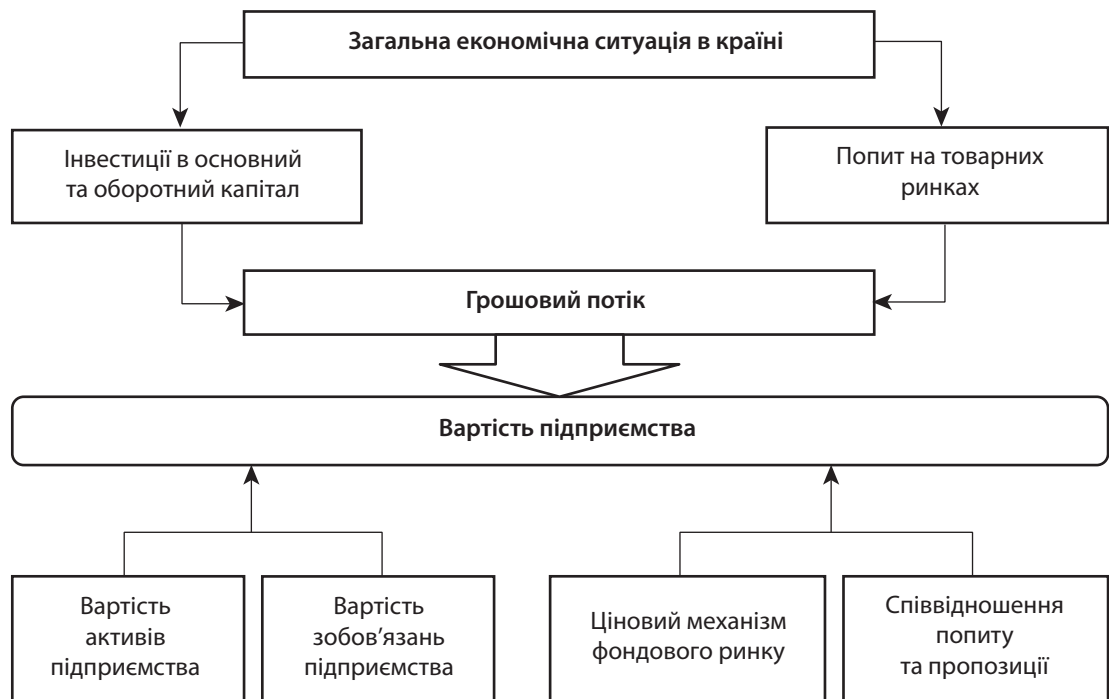 Загальна економічна ситуація в країні
Інвестиції в основний
та оборотний капітал
Попит на товарних
ринках
Грошовий потік
Вартість підприємства
Вартість
активів
підприємства
Вартість
зобов’язань
підприємства
Ціновий механізм
фондового ринку
Співвідношення
попиту
та пропозиції